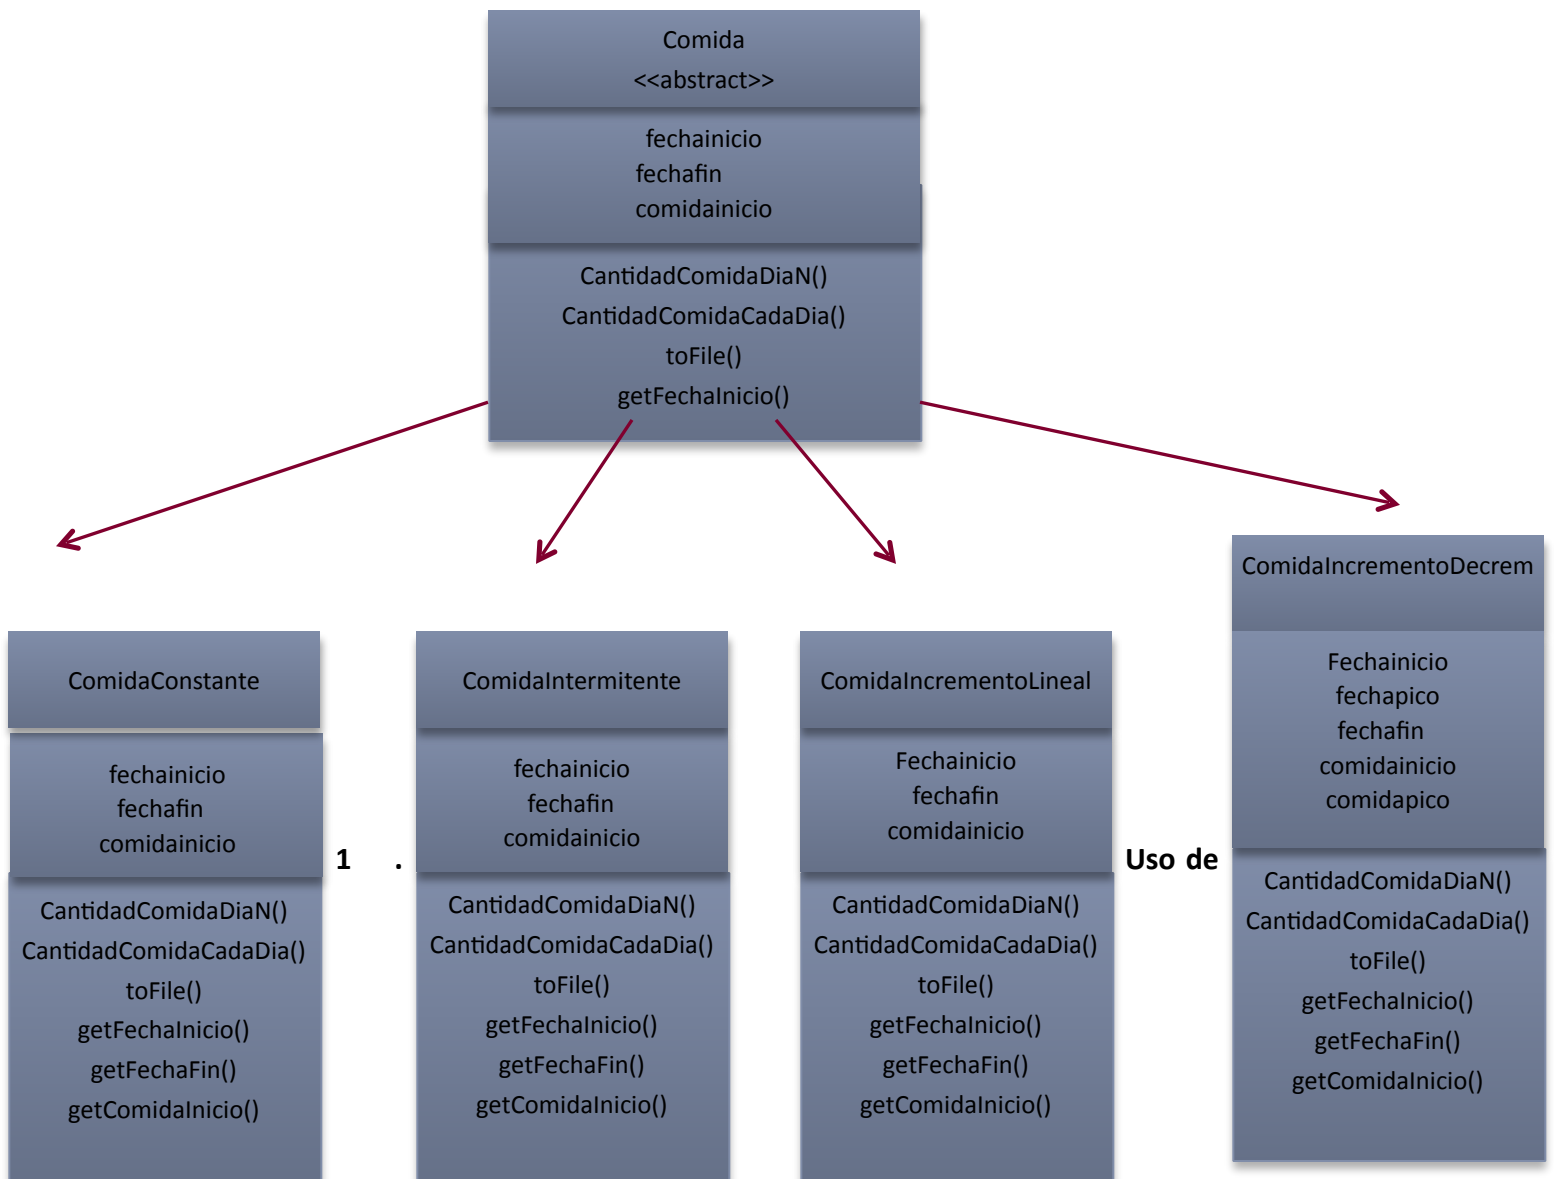 Comida
<<abstract>>
fechainicio
fechafin
comidainicio
CantidadComidaDiaN()
CantidadComidaCadaDia()
toFile()
getFechaInicio()
ComidaConstante
fechainicio
fechafin
comidainicio
CantidadComidaDiaN()
CantidadComidaCadaDia()
toFile()
getFechaInicio()
getFechaFin()
getComidaInicio()
1 .
ComidaIntermitente
fechainicio
fechafin
comidainicio
CantidadComidaDiaN()
CantidadComidaCadaDia()
toFile()
getFechaInicio()
getFechaFin()
getComidaInicio()
ComidaIncrementoLineal
Fechainicio
fechafin
comidainicio
CantidadComidaDiaN()
CantidadComidaCadaDia()
toFile()
getFechaInicio()
getFechaFin()
getComidaInicio()
Uso de
ComidaIncrementoDecrem
Fechainicio
fechapico
fechafin
comidainicio
comidapico
CantidadComidaDiaN()
CantidadComidaCadaDia()
toFile()
getFechaInicio()
getFechaFin()
getComidaInicio()